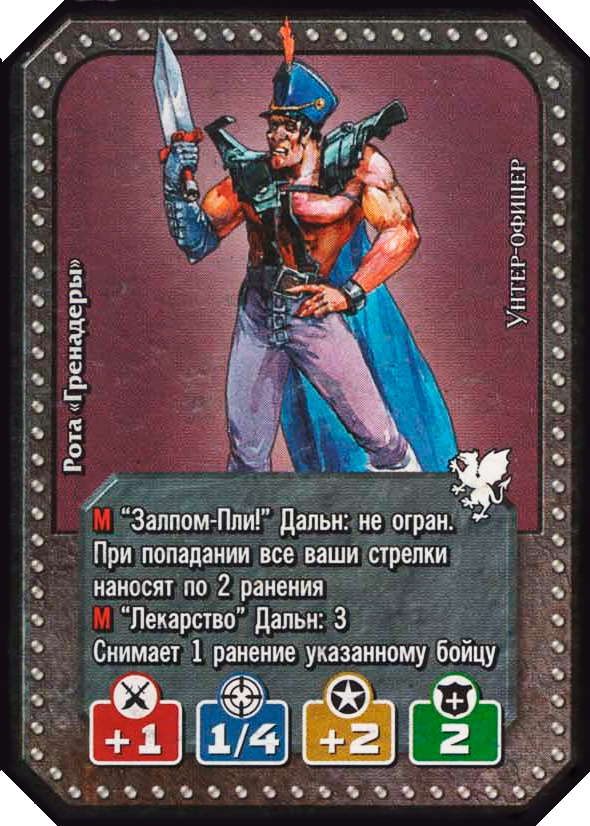 Рота «Гренадеры»
Унтер-офицер
М “Залпом-Пли!” Дальн: не огран.
При попадании все ваши стрелки
наносят по 2 ранения
М “Лекарство” Дальн: 3
Снимает 1 ранение указанному бойцу
+1 1/4 +2 2